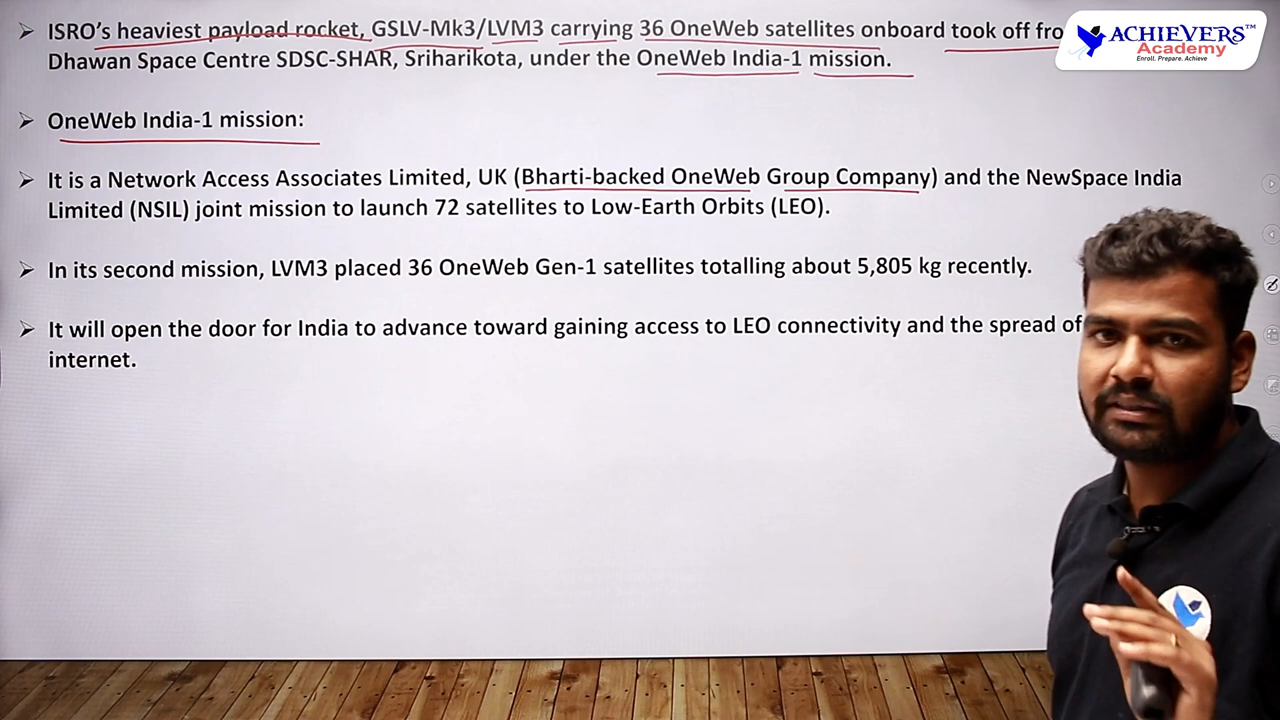 ISRO's heaviest payload rocket, GSLV-Mk3/LVM3 carrying 36 OneWeb satellites onboard took off fro
Dhawan Space Centre SDSC-SHAR, Sriharikota, under the OneWeb India-1 mission.
ACHIEVERS™
Academy
Enroll. Prepare. Achieve
OneWeb India-1 mission:
It is a Network Access Associates Limited, UK (Bharti-backed OneWeb Group Company) and the NewSpace India
Limited (NSIL) joint mission to launch 72 satellites to Low-Earth Orbits (LEO).
In its second mission, LVM3 placed 36 OneWeb Gen-1 satellites totalling about 5,805 kg recently.
It will open the door for India to advance toward gaining access to LEO connectivity and the spread of
internet.